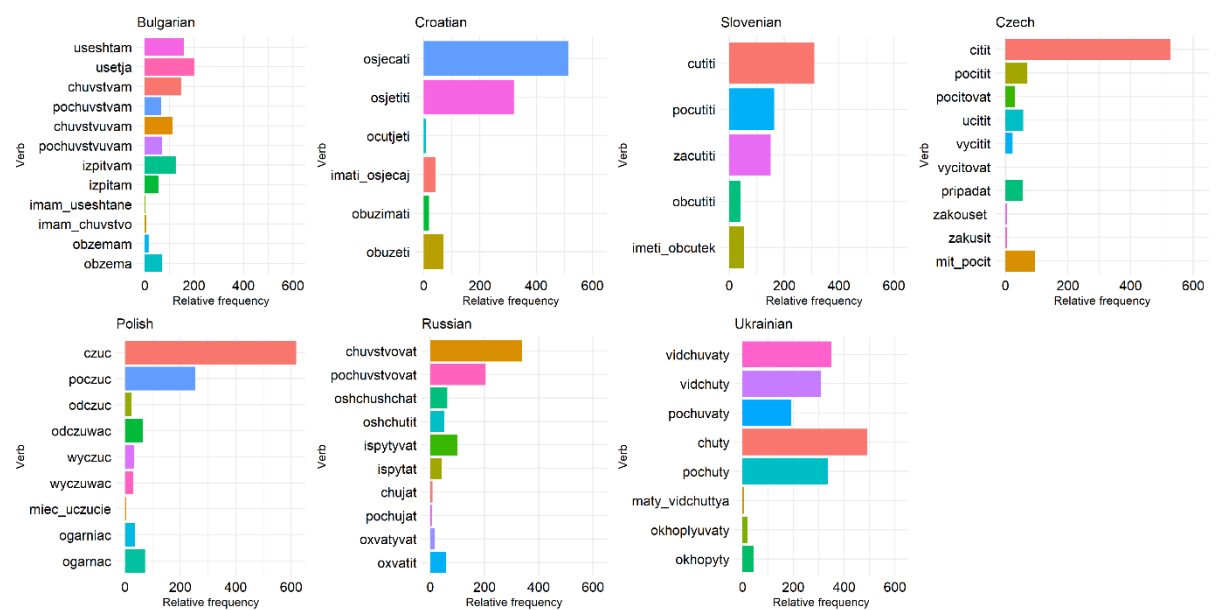 Bulgarian
Verb
useshtam
usetja
chuvstvam
pochuvstvam
chuvstvuvam
pochuvstvuvam
izpitvam
izpitam
imam_useshtane
imam_chuvstvo
obzemam
obzema
0 200 400 600
Relative frequency
Croatian
Verb
osjecati
osjetiti
ocutjeti
imati_osjecaj
obuzimati
obuzeti
0 200 400 600
Relative frequency
Slovenian
Verb
cutiti
pocutiti
zacutiti
obcutiti
imeti_obcutek
0 200 400 600
Relative frequency
Czech
Verb
citit
pocitit
pocitovat
ucitit
vycitit
vycitovat
pripadat
zakouset
zakusit
mit_pocit
0 200 400 600
Relative frequency
Polish
Verb
czuc
poczuc
odczuc
odczuwac
wyczuc
wyczuwac
miec_uczucie
ogarniac
ogarnac
0 200 400 600
Relative frequency
Russian
Verb
chuvstvovat
pochuvstvovat
oshchushchat
oshchutit
ispytyvat
ispytat
chujat
pochujat
oxvatyvat
oxvatit
0 200 400 600
Relative frequency
Ukrainian
Verb
vidchuvaty
vidchuty
pochuvaty
chuty
pochuty
maty_vidchuttya
okhoplyuvaty
okhopyty
0 200 400 600
Relative frequency